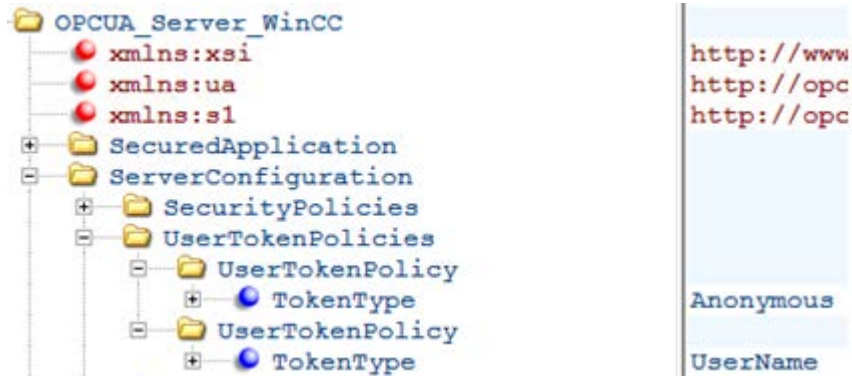 OPCUA_Server_WinCC
xmlns:xsi http://www
xmlns:ua http://opc
xmlns:s1 http://opc
SecuredApplication
ServerConfiguration
SecurityPolicies
UserTokenPolicies
UserTokenPolicy
TokenType Anonymous
UserTokenPolicy
TokenType UserName